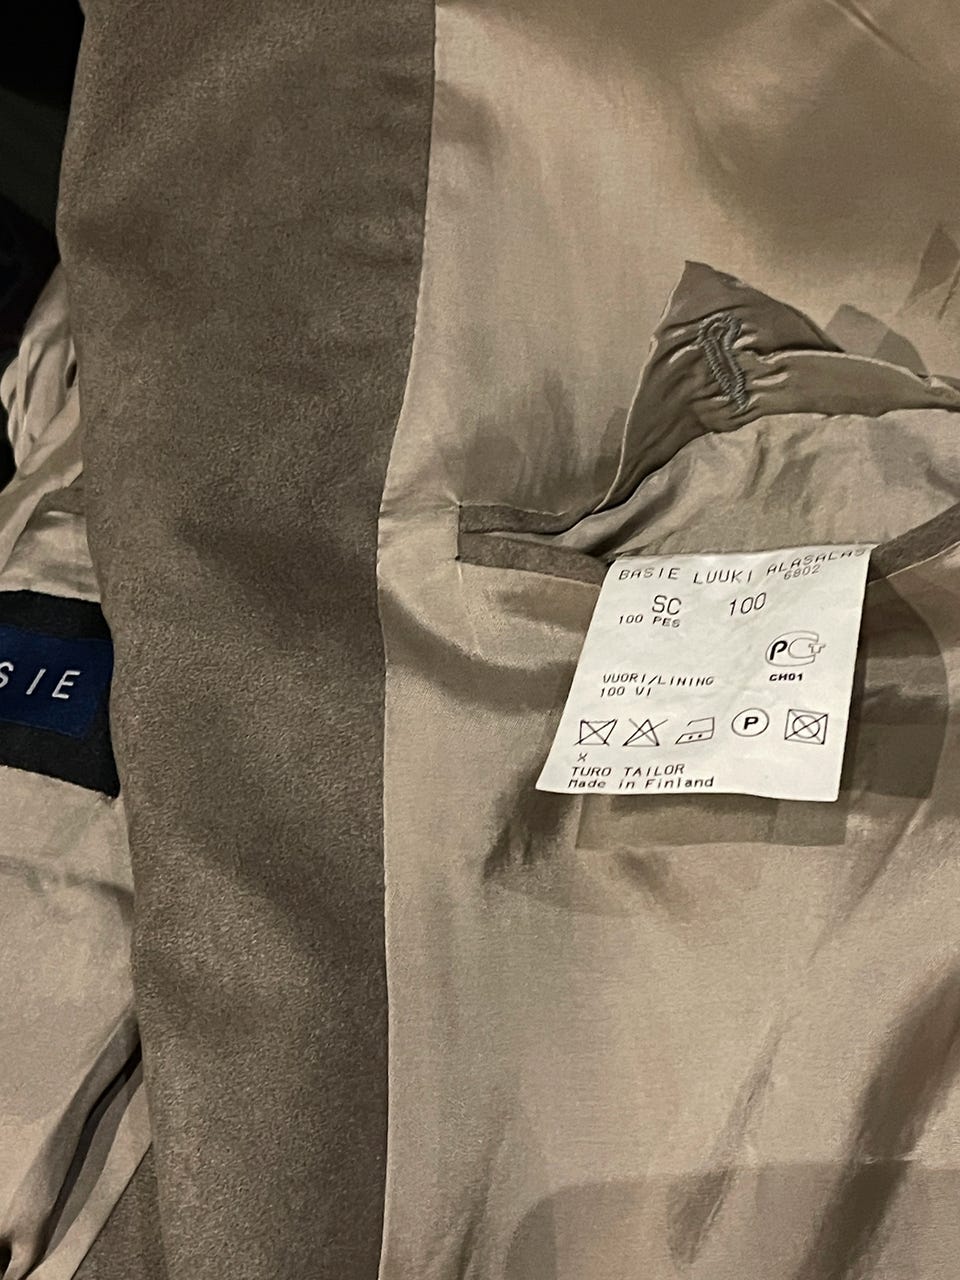 BASIE LUUKI ALASALAS
6802
SC 100
100 PES
PCT
CH01
VUORI/LINING
100 VI
P
X
TURO TAILOR
Made in Finland
SIE